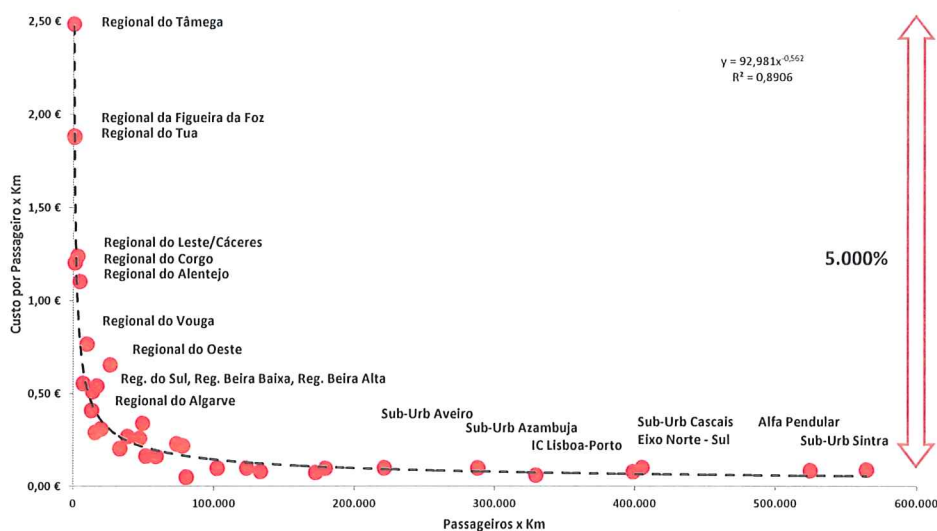 2,50 €
Regional do Tâmega
y = 92,981x^-0,562
R² = 0,8906
2,00 €
Regional da Figueira da Foz
Regional do Tua
Custo por Passageiro x Km
1,50 €
Regional do Leste/Cáceres
Regional do Corgo
Regional do Alentejo
5.000%
1,00 €
Regional do Vouga
Regional do Oeste
Reg. do Sul, Reg. Beira Baixa, Reg. Beira Alta
0,50 €
Regional do Algarve
Sub-Urb Aveiro
Sub-Urb Azambuja
IC Lisboa-Porto
Sub-Urb Cascais
Eixo Norte - Sul
Alfa Pendular
Sub-Urb Sintra
0,00 €
0 100.000 200.000 300.000 400.000 500.000 600.000
Passageiros x Km